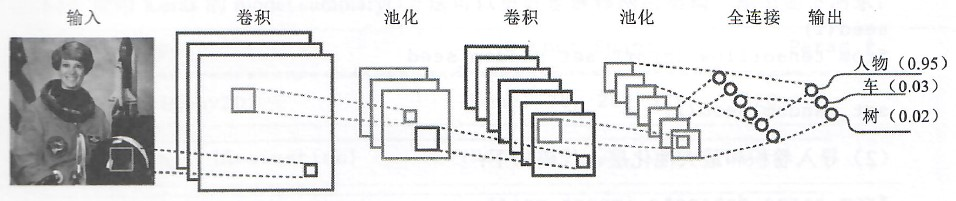 输入 卷积 池化 卷积 池化 全连接 输出
人物（0.95）
车（0.03）
树（0.02）